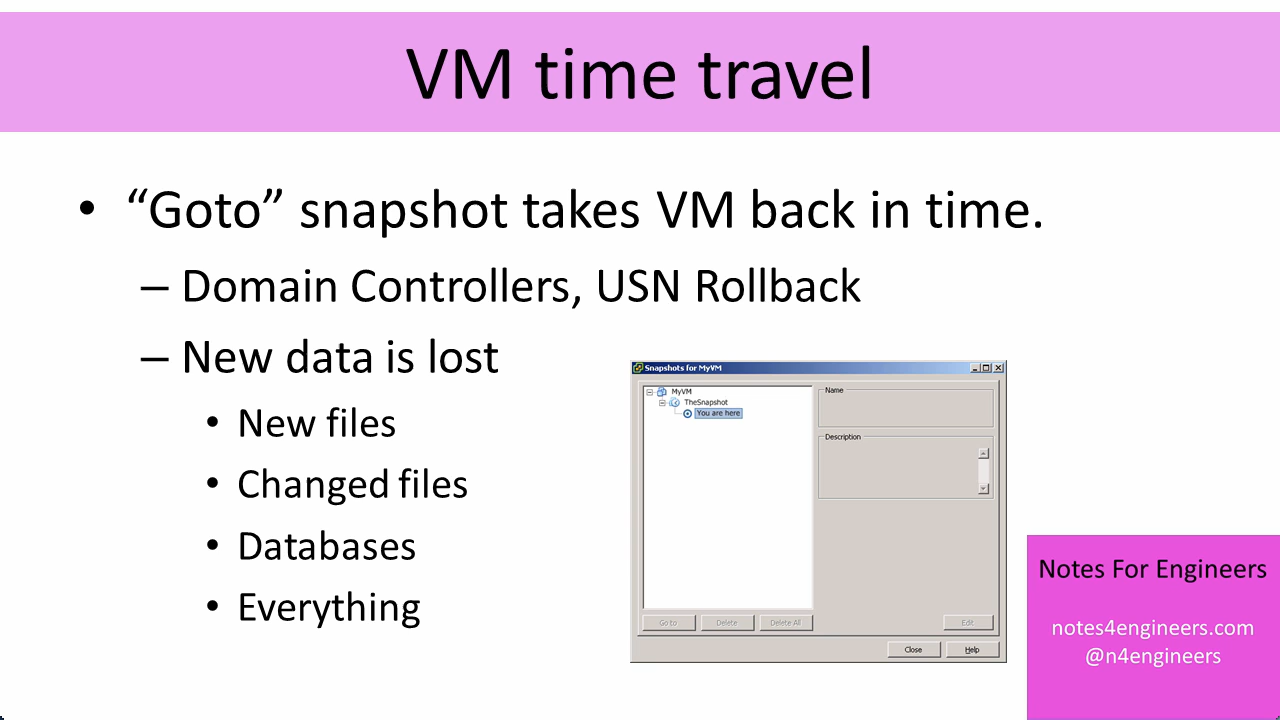 VM time travel
• “Goto” snapshot takes VM back in time.
– Domain Controllers, USN Rollback
– New data is lost
• New files
• Changed files
• Databases
• Everything
Snapshots for MyVM
MyVM
TheSnapshot
You are here
Name
Description
Go to
Delete
Delete All
Edit
Close
Help
Notes For Engineers
notes4engineers.com
@n4engineers